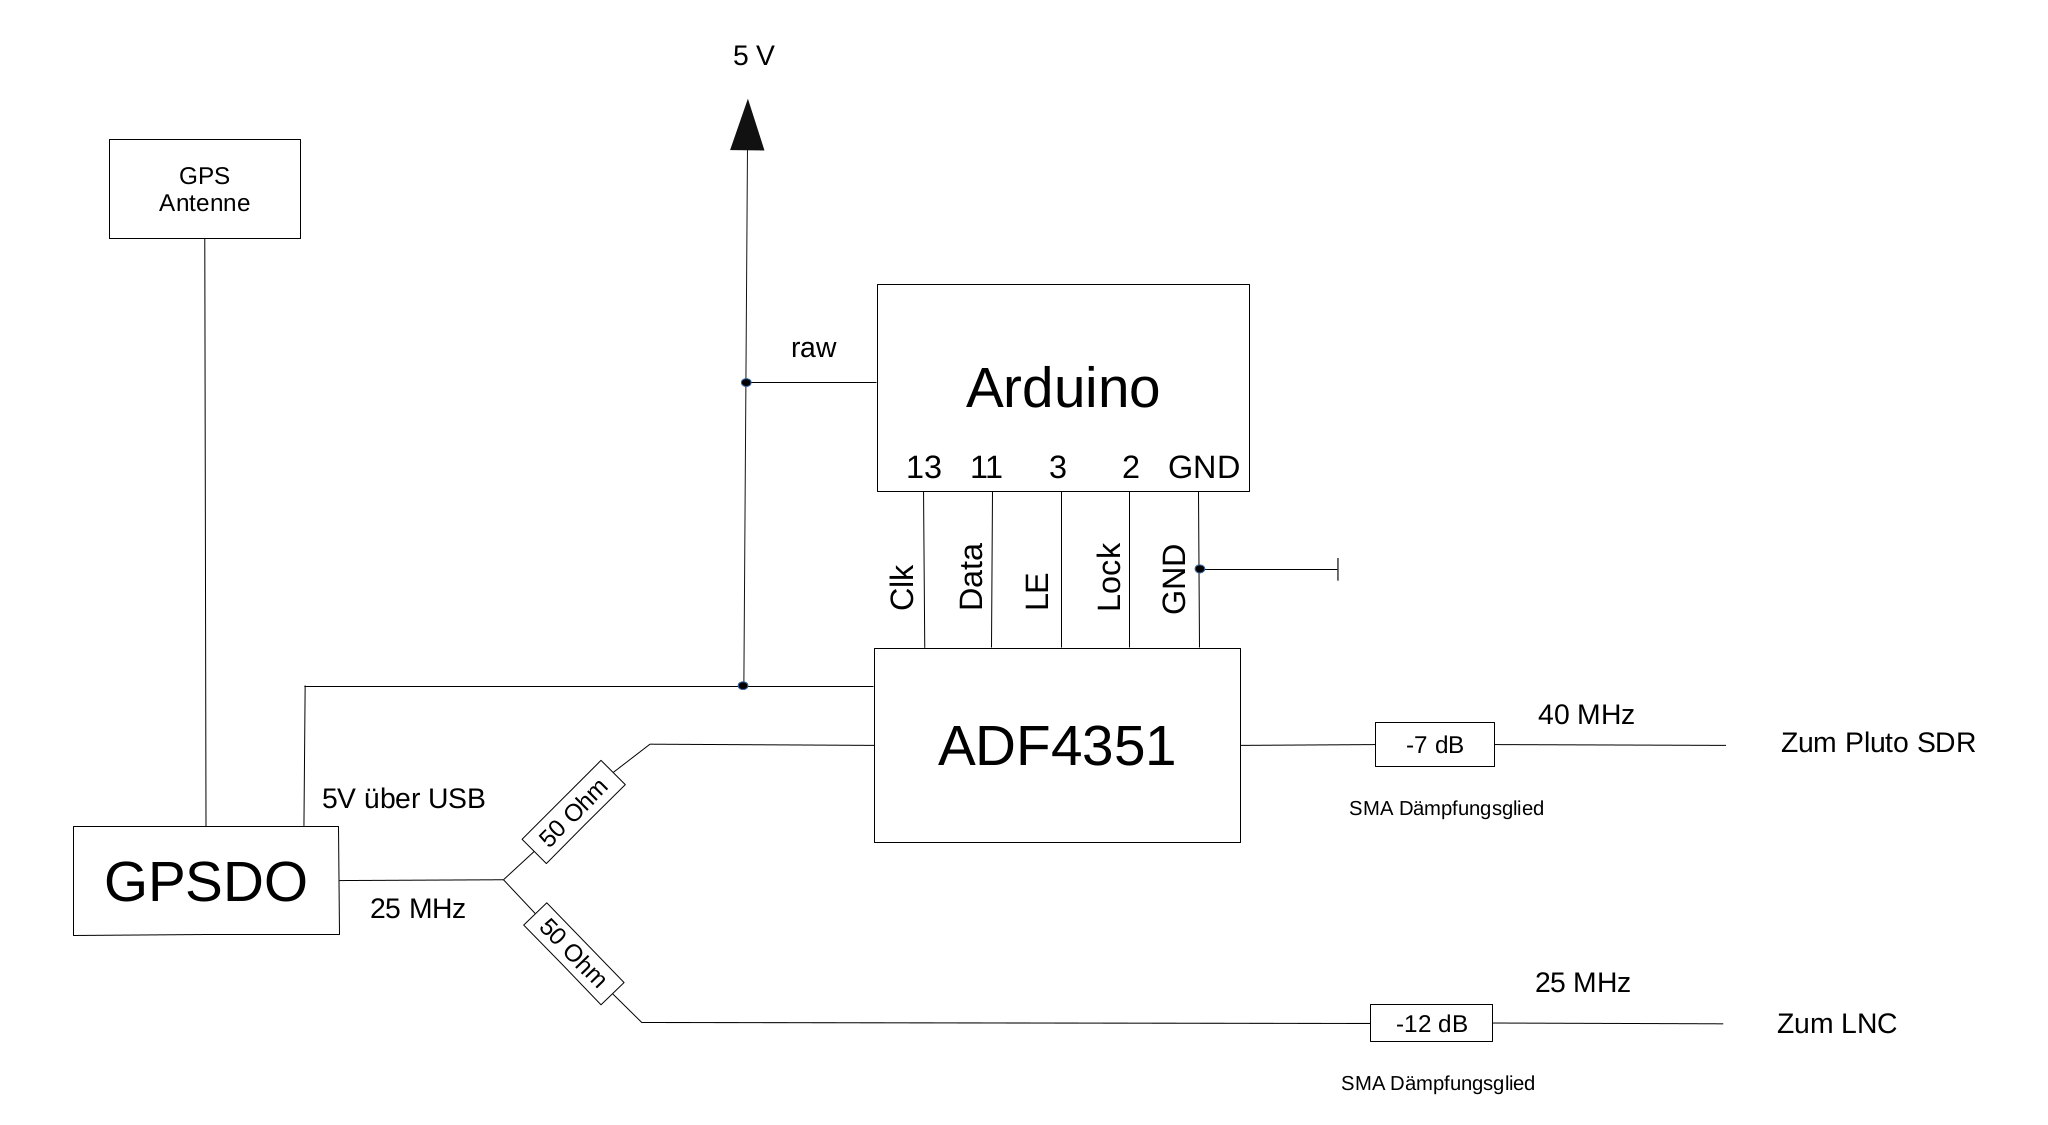 5 V
GPS
Antenne
raw
Arduino
13 11 3 2 GND
Clk
Data
LE
Lock
GND
ADF4351
40 MHz
-7 dB
Zum Pluto SDR
SMA Dämpfungsglied
5V über USB
50 Ohm
GPSDO
25 MHz
50 Ohm
25 MHz
-12 dB
Zum LNC
SMA Dämpfungsglied